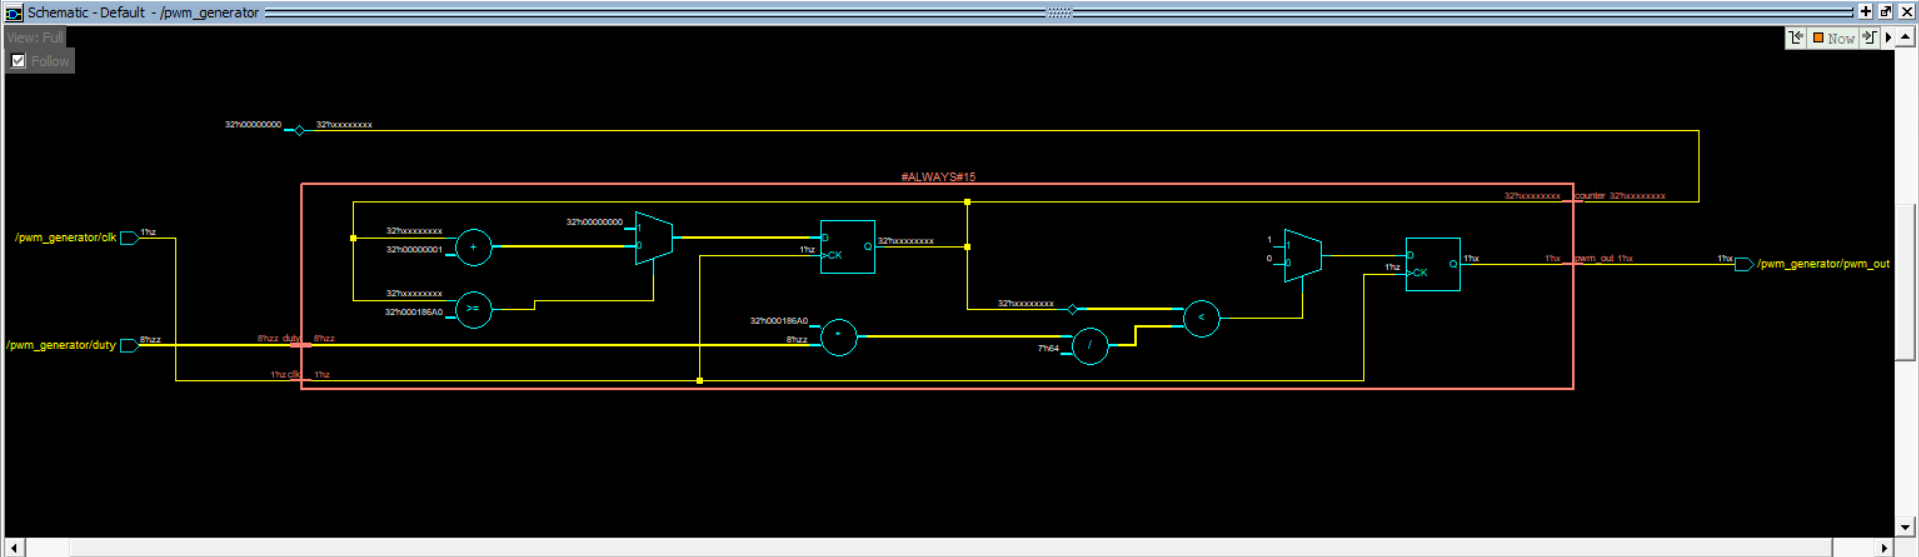 Schematic - Default - /pwm_generator
View: Full
Now
Follow
32'h00000000 32'hxxxxxxxx
#ALWAYS#15
32'hxxxxxxxx counter 32'hxxxxxxxx
/pwm_generator/clk 1'hz
32'hxxxxxxxx
32'h00000001
+
32'h00000000
1
0
D
Q
CK
1'hz
32'hxxxxxxxx
1
0
1
0
D
Q
CK
1'hz
1'hx
1'hx pwm_out 1'hx
1'hx /pwm_generator/pwm_out
32'hxxxxxxxx
32'h000186A0
>=
32'hxxxxxxxx
<
32'h000186A0
8'hzz
*
7'h64
/
/pwm_generator/duty 8'hzz
8'hzz duty 8'hzz
1'hz clk 1'hz